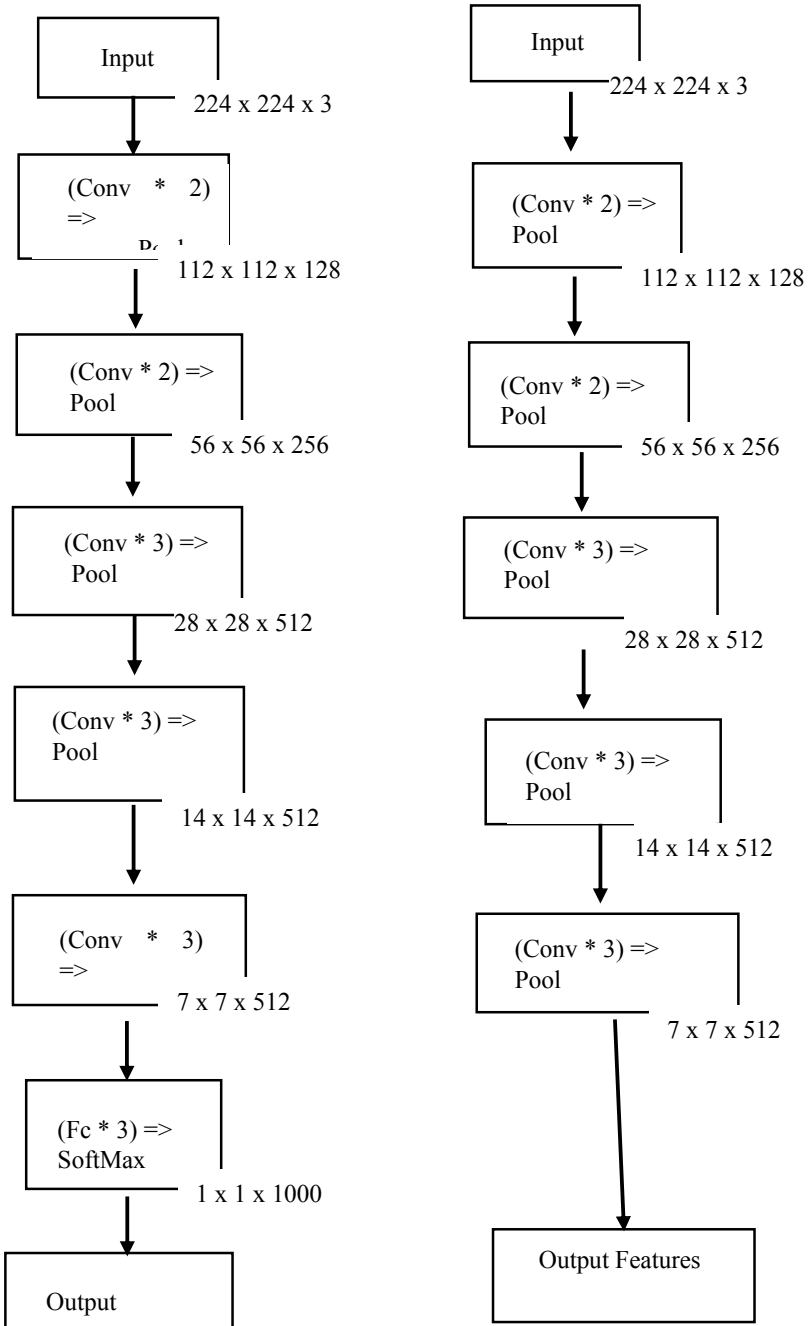 Input
224 x 224 x 3
(Conv * 2)
=>
112 x 112 x 128
(Conv * 2) =>
Pool
56 x 56 x 256
(Conv * 3) =>
Pool
28 x 28 x 512
(Conv * 3) =>
Pool
14 x 14 x 512
(Conv * 3)
=>
7 x 7 x 512
(Fc * 3) =>
SoftMax
1 x 1 x 1000
Output
Input
224 x 224 x 3
(Conv * 2) =>
Pool
112 x 112 x 128
(Conv * 2) =>
Pool
56 x 56 x 256
(Conv * 3) =>
Pool
28 x 28 x 512
(Conv * 3) =>
Pool
14 x 14 x 512
(Conv * 3) =>
Pool
7 x 7 x 512
Output Features